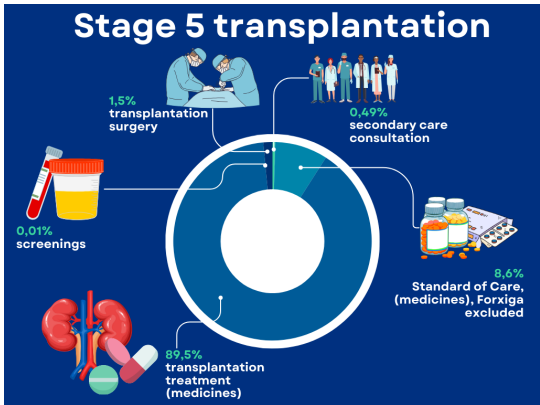 Stage 5 transplantation
1,5%
transplantation
surgery
0,49%
secondary care
consultation
0,01%
screenings
8,6%
Standard of Care,
(medicines), Forxiga
excluded
89,5%
transplantation
treatment
(medicines)